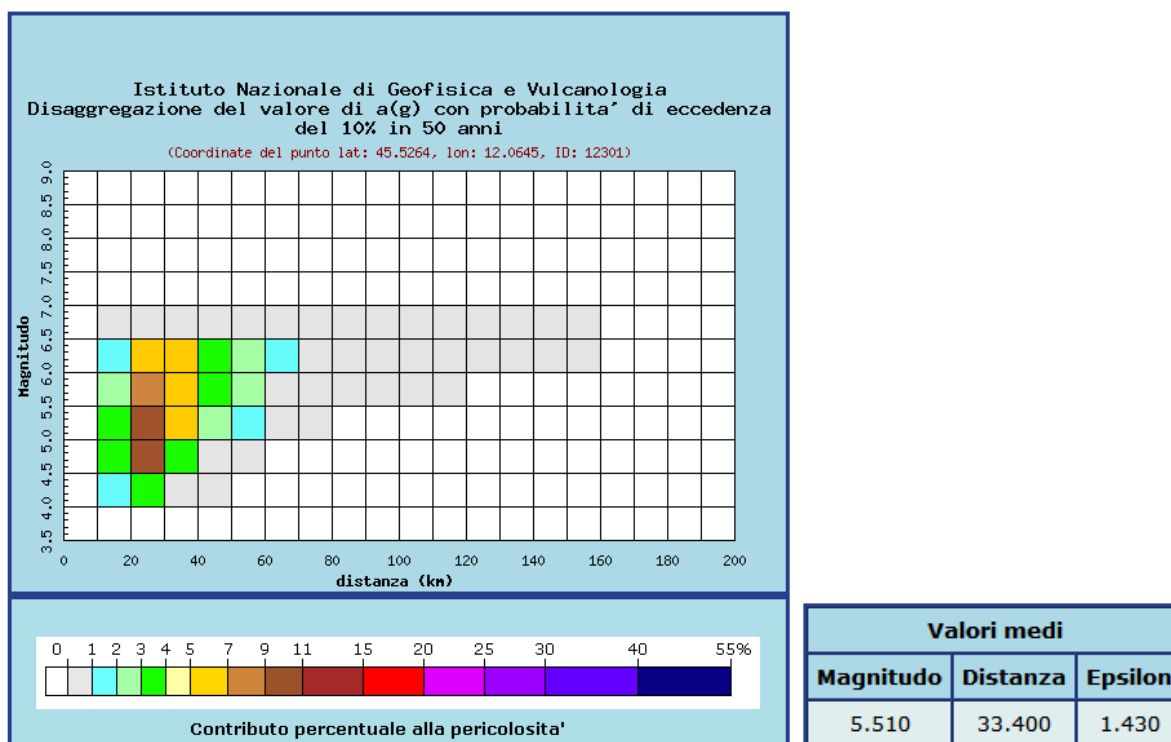 Istituto Nazionale di Geofisica e Vulcanologia
Disaggregazione del valore di a(g) con probabilita' di eccedenza
del 10% in 50 anni
(Coordinate del punto lat: 45.5264, lon: 12.0645, ID: 12301)
Magnitudo
9.0
8.5
8.0
7.5
7.0
6.5
6.0
5.5
5.0
4.5
4.0
3.5
0 20 40 60 80 100 120 140 160 180 200
distanza (km)
0 1 2 3 4 5 7 9 11 15 20 25 30 40 55%
Contributo percentuale alla pericolosita'
Valori medi
Magnitudo Distanza Epsilon
5.510 33.400 1.430